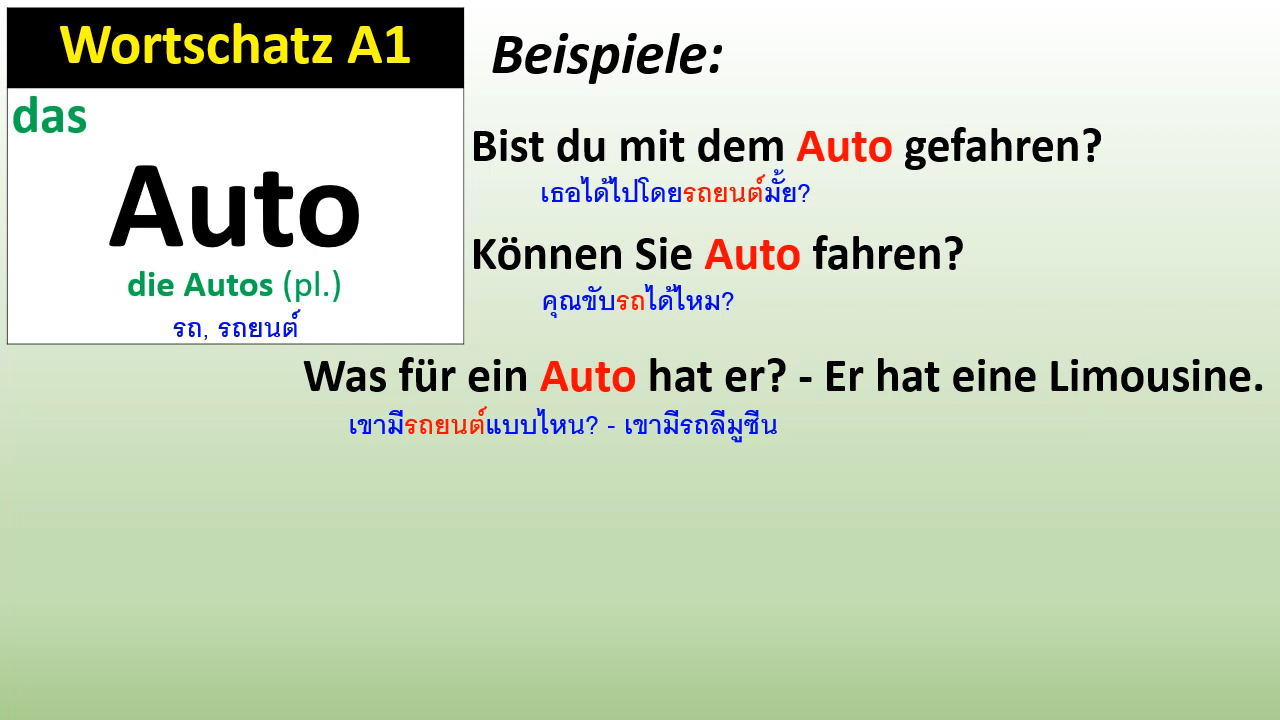 Wortschatz A1
das
Auto
die Autos (pl.)
รถ, รถยนต์
Beispiele:
Bist du mit dem Auto gefahren?
เธอได้ไปโดยรถยนต์มั้ย?
Können Sie Auto fahren?
คุณขับรถได้ไหม?
Was für ein Auto hat er? - Er hat eine Limousine.
เขามีรถยนต์แบบไหน? - เขามีรถลีมูซีน